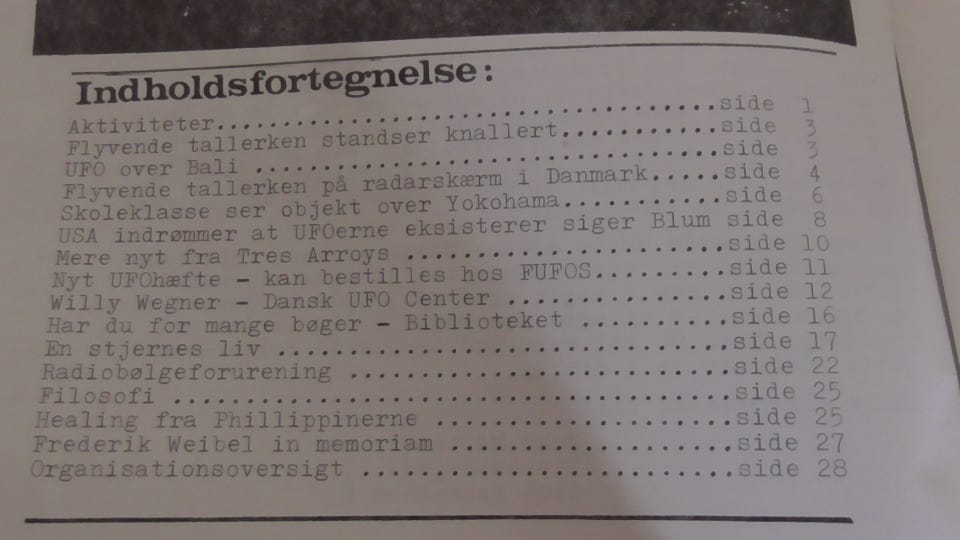 Indholdsfortegnelse:
Aktiviteter......................................side 1
Flyvende tallerken standser knallert.............side 3
UFO over Bali ...................................side 3
Flyvende tallerken på radarskærm i Danmark.....side 4
Skoleklasse ser objekt over Yokohama............side 6
USA indrømmer at UFOerne eksisterer siger Blum side 8
Mere nyt fra Tres Arroys ........................side 10
Nyt UFOhæfte - kan bestilles hos FUFOS..........side 11
Willy Wegner - Dansk UFO Center .................side 12
Har du for mange bøger - Biblioteket ...........side 16
En stjernes liv .................................side 17
Radiobølgeforurening ............................side 22
Filosofi ........................................side 25
Healing fra Phillippinerne ......................side 25
Frederik Weibel in memoriam .....................side 27
Organisationsoversigt ...........................side 28